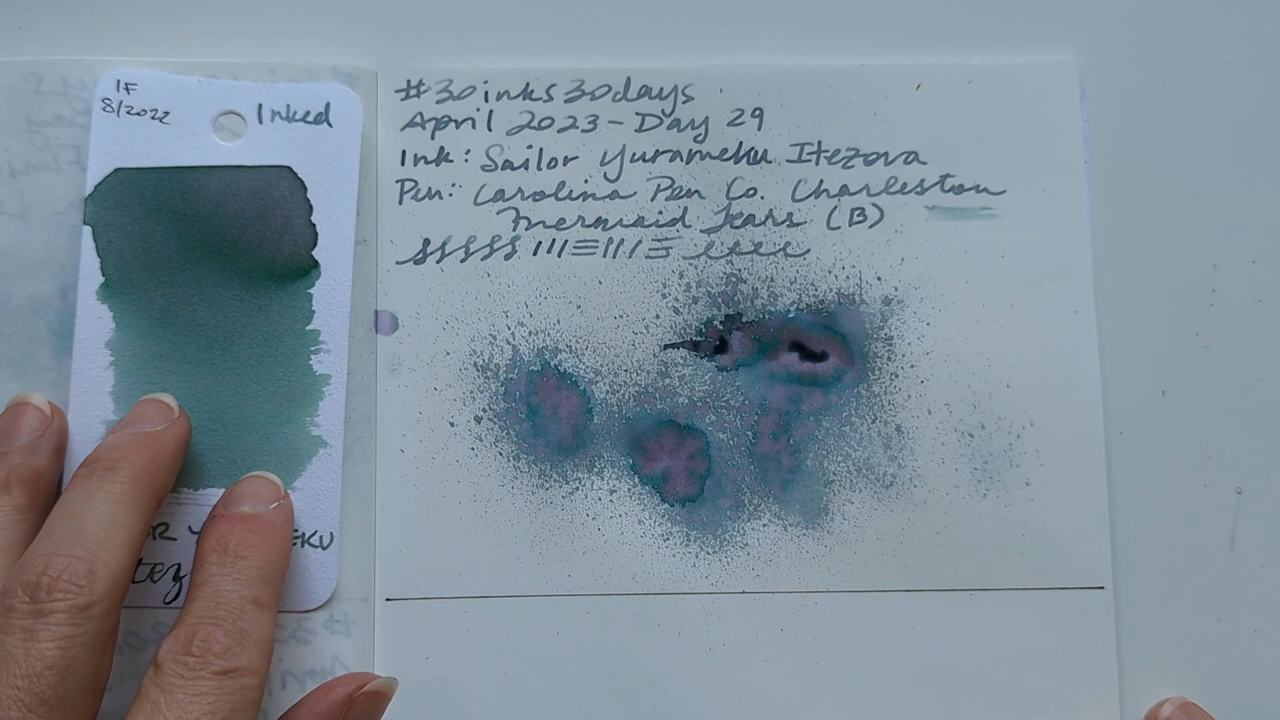 IF
8/2022
Inked
#30inks30days
April 2023 - Day 29
Ink: Sailor Yurameku Itezora
Pen: Carolina Pen Co. Charleston
Mermaid Tears (B)